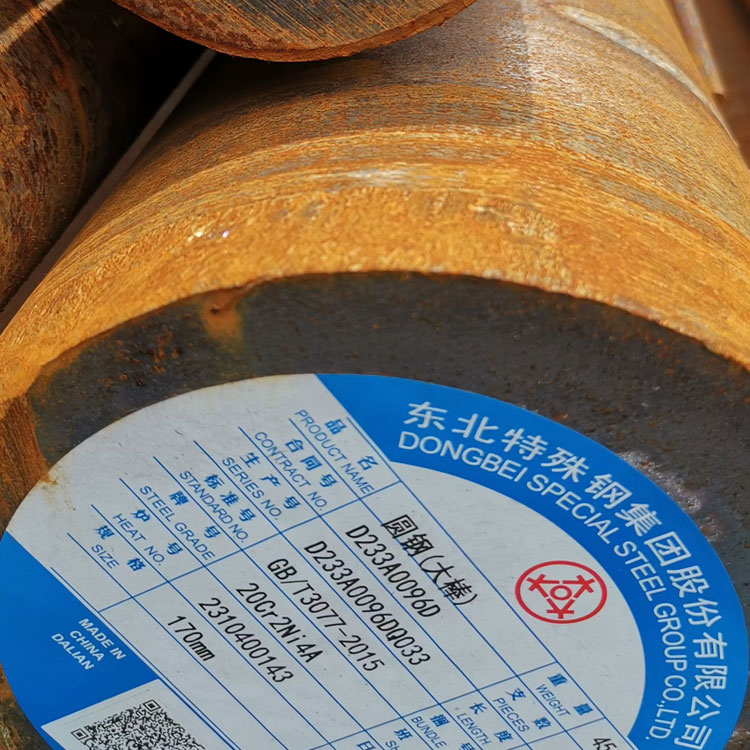 东北特殊钢集团股份有限公司
DONGBEI SPECIAL STEEL GROUP CO.,LTD.
品 名 圆钢(大棒)
PRODUCT NAME
合同号 D233A0096D
CONTRACT NO.
生产号 D233A0096DQ033
SERIES NO.
标准号 GB/T3077-2015
STANDARD NO.
牌 号 20Cr2Ni4A
STEEL GRADE
炉 号 2310400143
HEAT NO.
规 格 170mm
SIZE
重 量 45
WEIGHT
支 数
PIECES
长 度
LENGTH
捆
BUNDLE
班
SH
日
MADE IN
CHINA
DALIAN